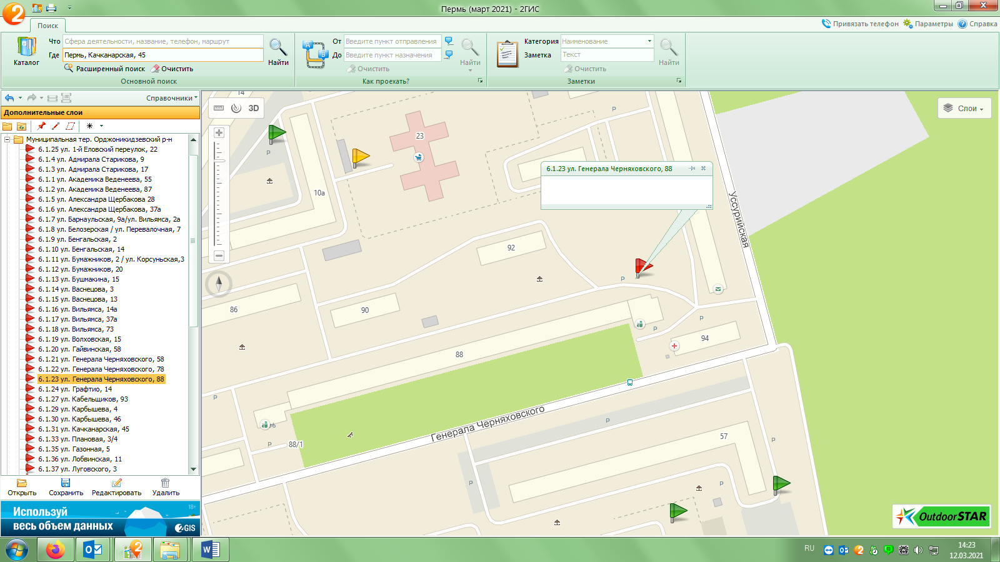 Пермь (март 2021) - 2ГИС
Поиск
Привязать телефон
Параметры
Справка
Каталог
Что
Сфера деятельности, название, телефон, маршрут
Где
Пермь, Качканарская, 45
Расширенный поиск
Очистить
Найти
Основной поиск
От
Введите пункт отправления
До
Введите пункт назначения
Очистить
Найти
Как проехать?
Категория
Наименование
Заметка
Текст
Очистить
Найти
Заметки
Справочники
Дополнительные слои
Муниципальная тер. Орджоникидзевский р-н
6.1.25 ул. 1-й Еловский переулок, 22
6.1.4 ул. Адмирала Старикова, 9
6.1.3 ул. Адмирала Старикова, 17
6.1.1 ул. Академика Веденеева, 55
6.1.2 ул. Академика Веденеева, 87
6.1.5 ул. Александра Щербакова 28
6.1.6 ул. Александра Щербакова, 37а
6.1.7 ул. Барнаульская, 9а/ул. Вильямса, 2а
6.1.8 ул. Белозерская / ул. Перевалочная, 7
6.1.9 ул. Бенгальская, 2
6.1.10 ул. Бенгальская, 14
6.1.11 ул. Бумажников, 2 / ул. Корсуньская,3
6.1.12 ул. Бумажников, 20
6.1.13 ул. Бушмакина, 15
6.1.14 ул. Васнецова, 3
6.1.15 ул. Васнецова, 13
6.1.16 ул. Вильямса, 14а
6.1.17 ул. Вильямса, 37а
6.1.18 ул. Вильямса, 73
6.1.19 ул. Волховская, 15
6.1.20 ул. Гайвинская, 58
6.1.21 ул. Генерала Черняховского, 58
6.1.22 ул. Генерала Черняховского, 78
6.1.23 ул. Генерала Черняховского, 88
6.1.24 ул. Графтио, 14
6.1.27 ул. Кабельщиков, 93
6.1.29 ул. Карбышева, 4
6.1.30 ул. Карбышева, 46
6.1.31 ул. Качканарская, 45
6.1.33 ул. Плановая, 3/4
6.1.35 ул. Газонная, 5
6.1.36 ул. Лобвинская, 11
6.1.37 ул. Луговского, 3
Открыть
Сохранить
Редактировать
Удалить
Используй
весь объем данных
18+
2GIS
3D
Слои
14
23
10а
6.1.23 ул. Генерала Черняховского, 88
Уссурийская
92
86
90
88
94
88/1
57
Генерала Черняховского
P
P
P
P
P
P
P
P
P
P
P
P
OutdoorSTAR
RU
14:23
12.03.2021